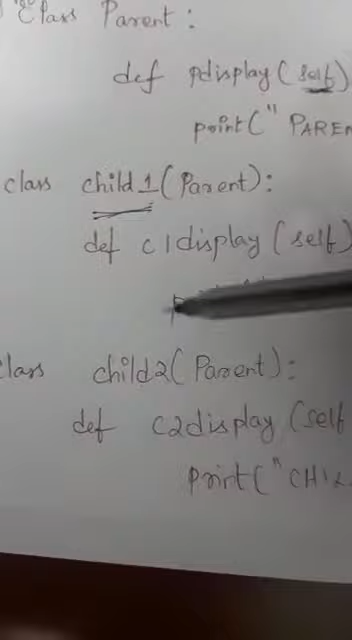 Class Parent:
def pdisplay(self)
print("PAREN
class child1(Parent):
def c1display(self)
class child2(Parent):
def c2display(self
print("CHI